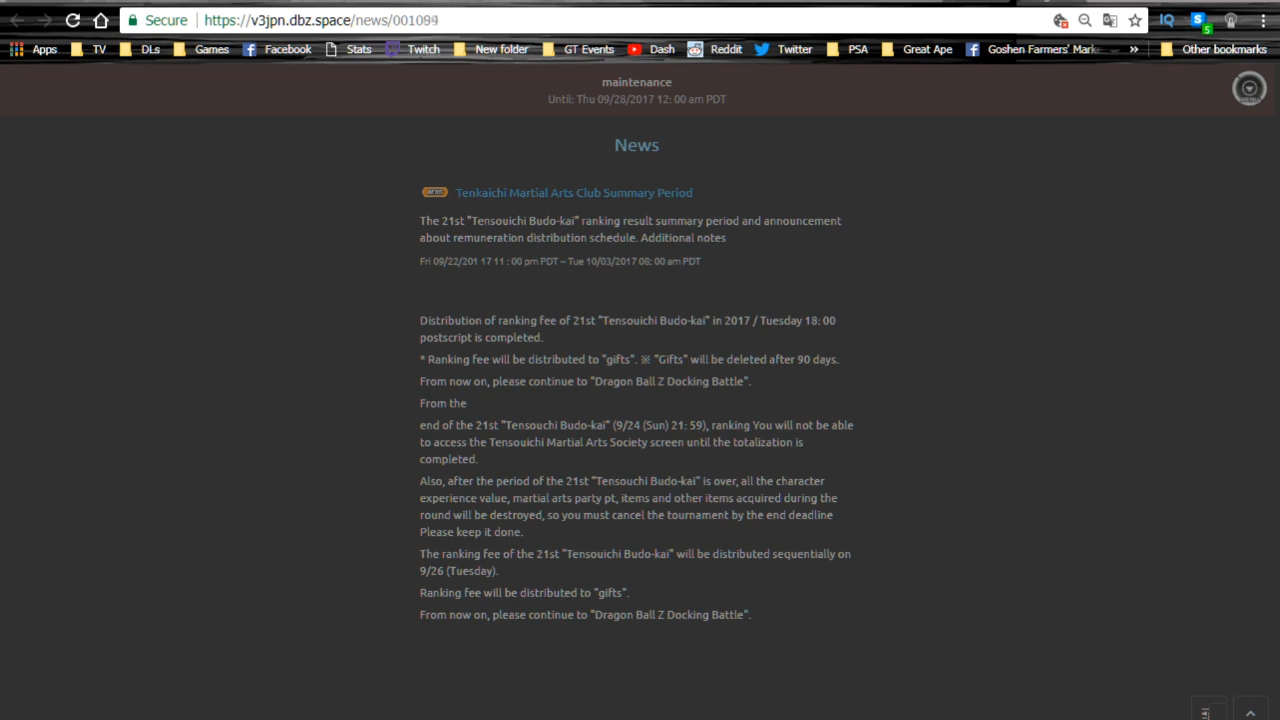 Secure https://v3jpn.dbz.space/news/001094
Apps TV DLs Games Facebook Stats Twitch New folder GT Events Dash Reddit Twitter PSA Great Ape Goshen Farmers' Mark » Other bookmarks
maintenance
Until: Thu 09/28/2017 12: 00 am PDT
News
NEWS Tenkaichi Martial Arts Club Summary Period
The 21st "Tensouichi Budo-kai" ranking result summary period and announcement
about remuneration distribution schedule. Additional notes
Fri 09/22/201 17 11 : 00 pm PDT ~ Tue 10/03/2017 08: 00 am PDT
Distribution of ranking fee of 21st "Tensouichi Budo-kai" in 2017 / Tuesday 18: 00
postscript is completed.
* Ranking fee will be distributed to "gifts". ※ "Gifts" will be deleted after 90 days.
From now on, please continue to "Dragon Ball Z Docking Battle".
From the
end of the 21st "Tensouchi Budo-kai" (9/24 (Sun) 21: 59), ranking You will not be able
to access the Tensouichi Martial Arts Society screen until the totalization is
completed.
Also, after the period of the 21st "Tensouchi Budo-kai" is over, all the character
experience value, martial arts party pt, items and other items acquired during the
round will be destroyed, so you must cancel the tournament by the end deadline
Please keep it done.
The ranking fee of the 21st "Tensouichi Budo-kai" will be distributed sequentially on
9/26 (Tuesday).
Ranking fee will be distributed to "gifts".
From now on, please continue to "Dragon Ball Z Docking Battle".